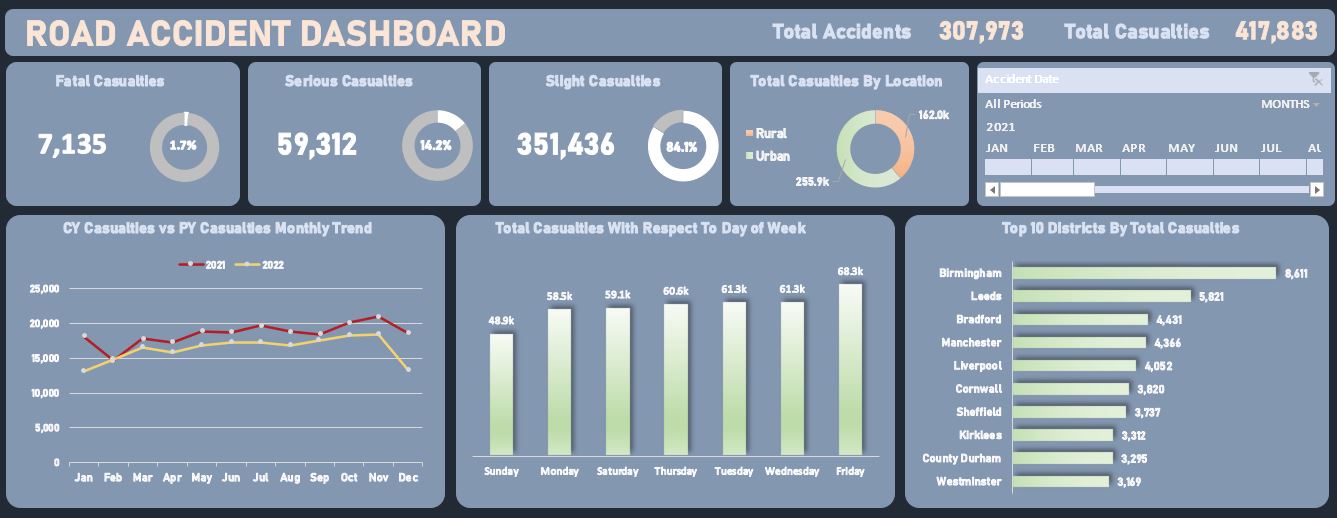 ROAD ACCIDENT DASHBOARD
Total Accidents 307,973 Total Casualties 417,883
Fatal Casualties
7,135
1.7%
Serious Casualties
59,312
14.2%
Slight Casualties
351,436
84.1%
Total Casualties By Location
Rural
Urban
162.0k
255.9k
Accident Date
All Periods MONTHS
2021
JAN FEB MAR APR MAY JUN JUL AU
CY Casualties vs PY Casualties Monthly Trend
2021 2022
25,000
20,000
15,000
10,000
5,000
0
Jan Feb Mar Apr May Jun Jul Aug Sep Oct Nov Dec
Total Casualties With Respect To Day of Week
48.9k 58.5k 59.1k 60.6k 61.3k 61.3k 68.3k
Sunday Monday Saturday Thursday Tuesday Wednesday Friday
Top 10 Districts By Total Casualties
Birmingham 8,611
Leeds 5,821
Bradford 4,431
Manchester 4,366
Liverpool 4,052
Cornwall 3,820
Sheffield 3,737
Kirklees 3,312
County Durham 3,295
Westminster 3,169